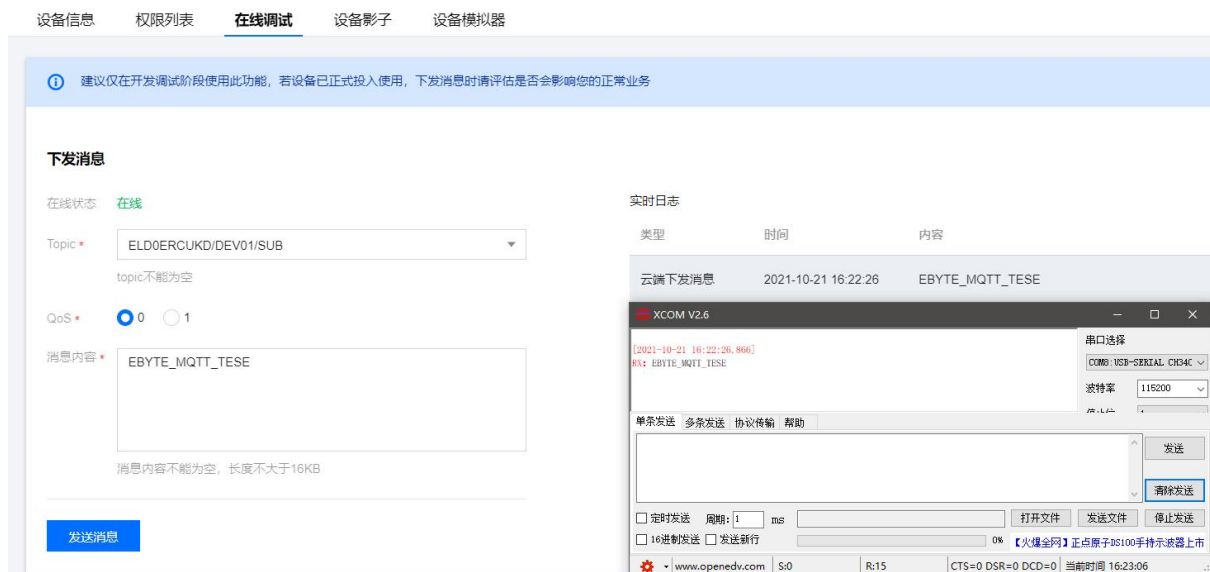 设备信息 权限列表 在线调试 设备影子 设备模拟器
建议仅在开发调试阶段使用此功能，若设备已正式投入使用，下发消息时请评估是否会影响您的正常业务
下发消息
在线状态 在线
Topic * ELD0ERCUKD/DEV01/SUB
topic不能为空
QoS * 0 1
消息内容 * EBYTE_MQTT_TESE
消息内容不能为空，长度不大于16KB
发送消息
实时日志
类型 时间 内容
云端下发消息 2021-10-21 16:22:26 EBYTE_MQTT_TESE
XCOM V2.6
[2021-10-21 16:22:26.866]
RX: EBYTE_MQTT_TESE
串口选择
COM8:USB-SERIAL CH34C
波特率 115200
单条发送 多条发送 协议传输 帮助
发送
清除发送
定时发送 周期: 1 ms 打开文件 发送文件 停止发送
16进制发送 发送新行 0% 【火爆全网】正点原子DS100手持示波器上市
www.openedv.com S:0 R:15 CTS=0 DSR=0 DCD=0 当前时间 16:23:06